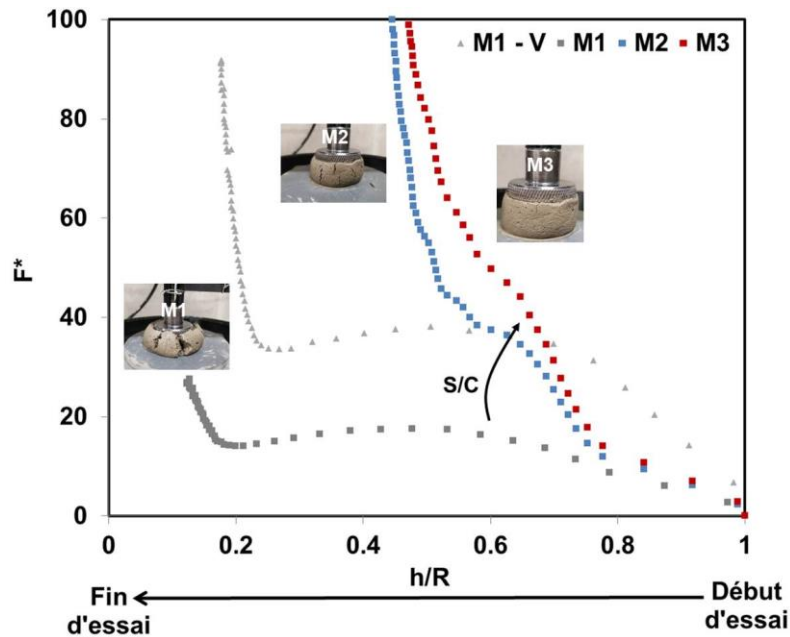 100
80
60
40
20
0
F*
M1 - V M1 M2 M3
M2
M3
M1
S/C
0 0.2 0.4 0.6 0.8 1
h/R
Fin
d'essai
Début
d'essai